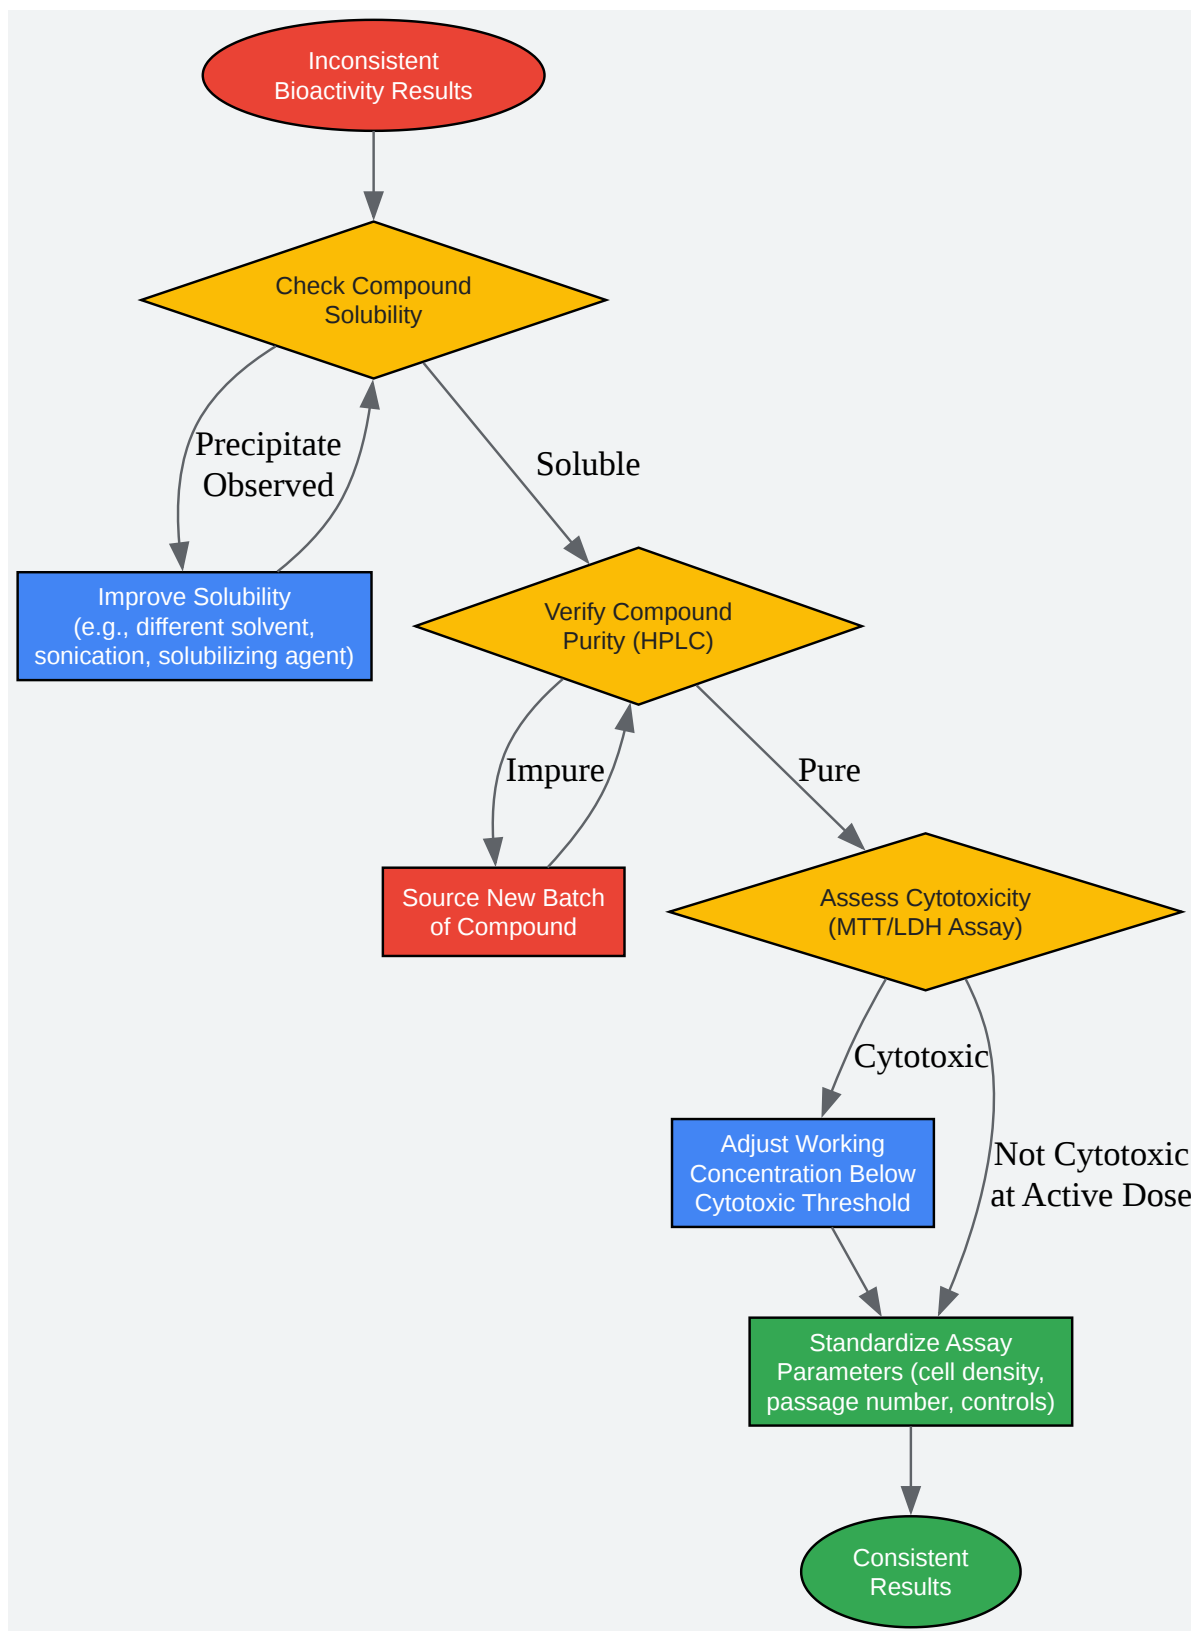 Inconsistent
Bioactivity Results
Check Compound
Solubility
Precipitate
Observed
Soluble
Improve Solubility
(e.g., different solvent,
sonication, solubilizing agent)
Verify Compound
Purity (HPLC)
Impure
Pure
Source New Batch
of Compound
Assess Cytotoxicity
(MTT/LDH Assay)
Cytotoxic
Adjust Working
Concentration Below
Cytotoxic Threshold
Not Cytotoxic
at Active Dose
Standardize Assay
Parameters (cell density,
passage number, controls)
Consistent
Results